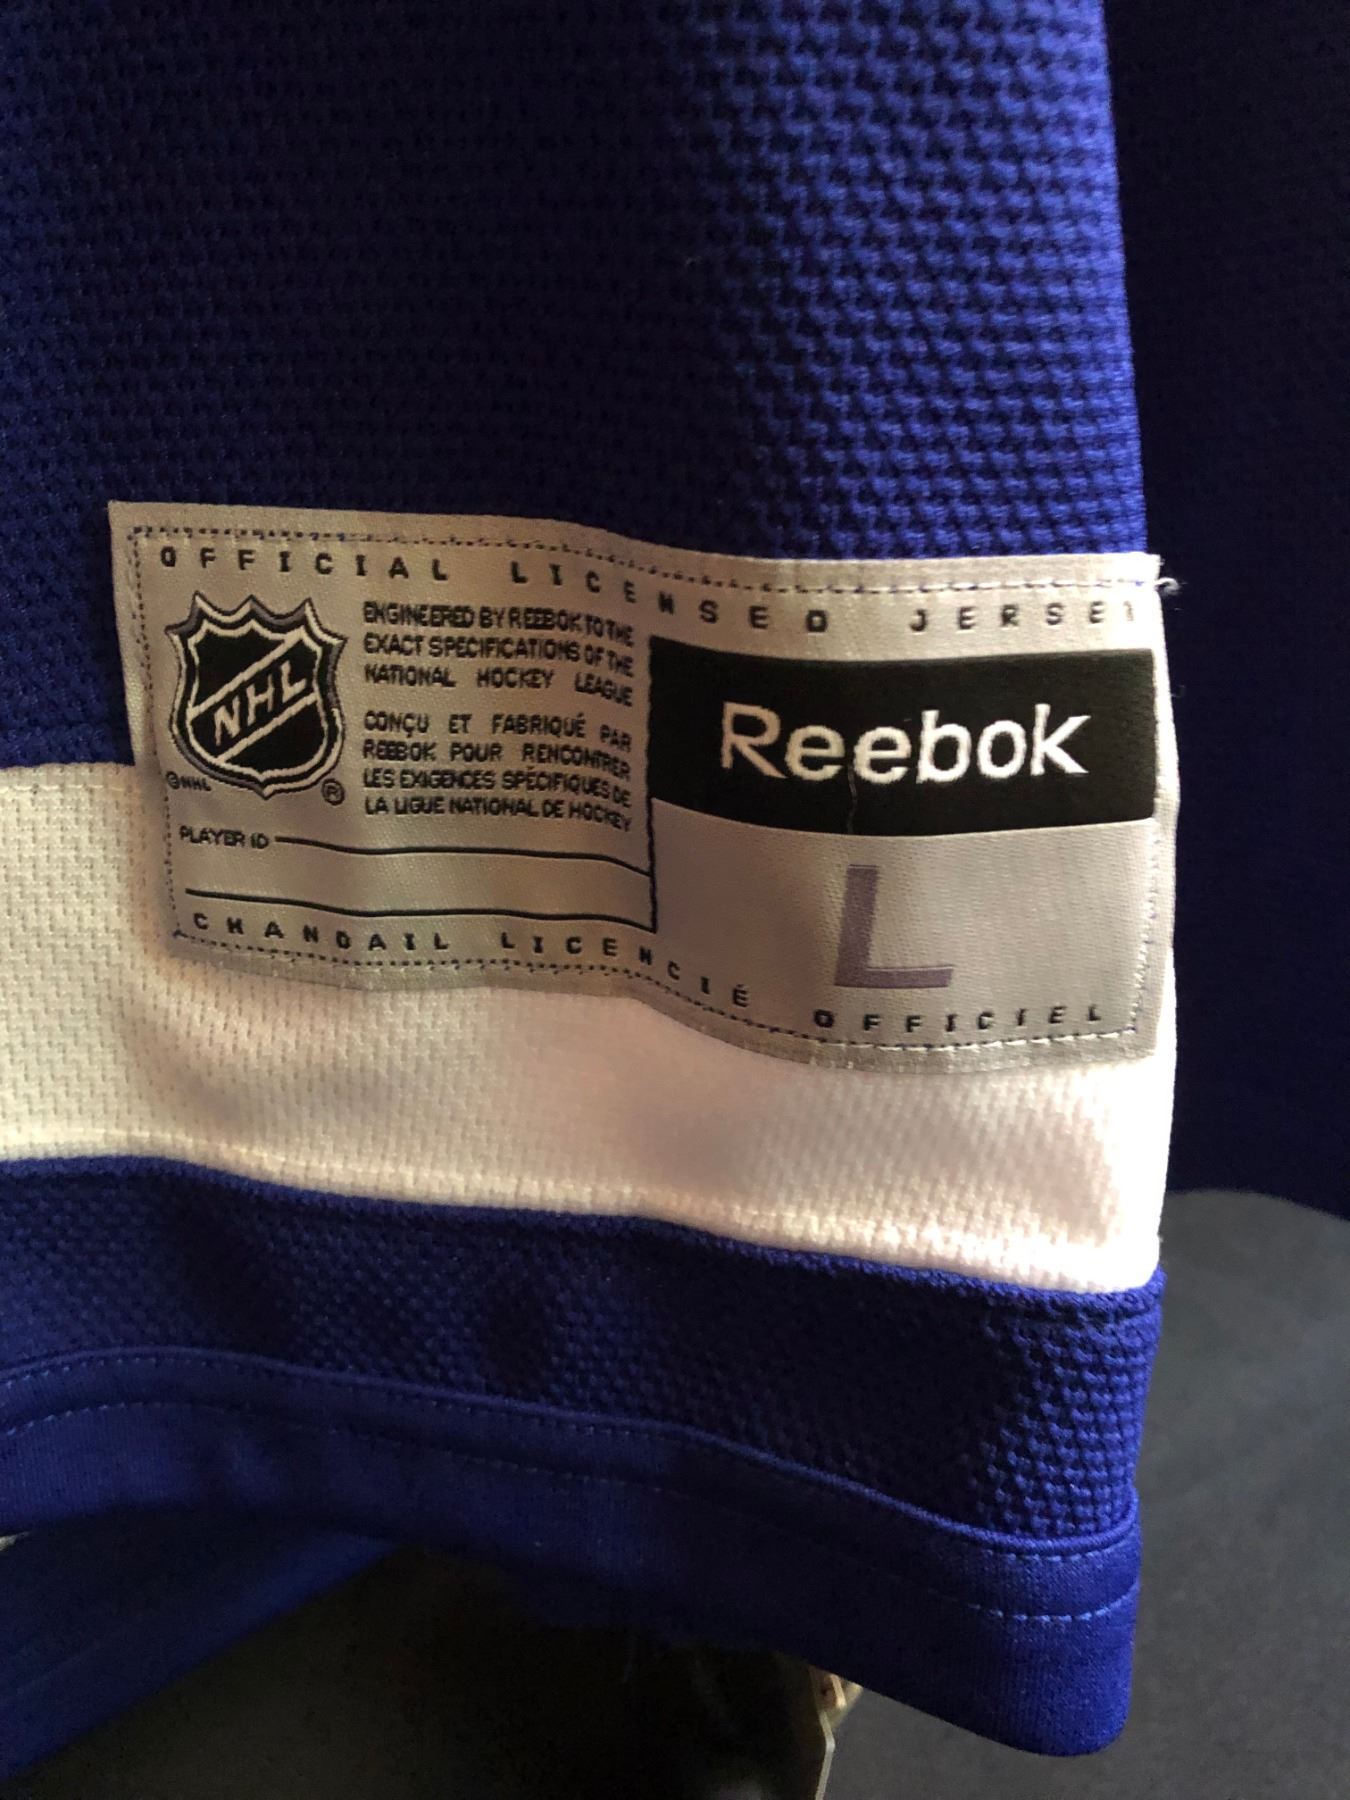 OFFICIAL LICENSED JERSEY
NHL
©NHL
®
ENGINEERED BY REEBOK TO THE
EXACT SPECIFICATIONS OF THE
NATIONAL HOCKEY LEAGUE
CONÇU ET FABRIQUÉ PAR
REEBOK POUR RENCONTRER
LES EXIGENCES SPÉCIFIQUES DE
LA LIGUE NATIONAL DE HOCKEY
PLAYER ID
Reebok
L
CHANDAIL LICENCIÉ OFFICIEL